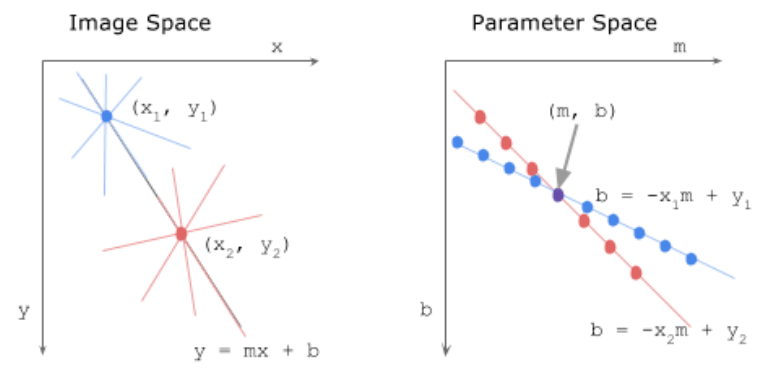 Image Space
x
(x₁, y₁)
(x₂, y₂)
y
y = mx + b
Parameter Space
m
(m, b)
b = -x₁m + y₁
b
b = -x₂m + y₂